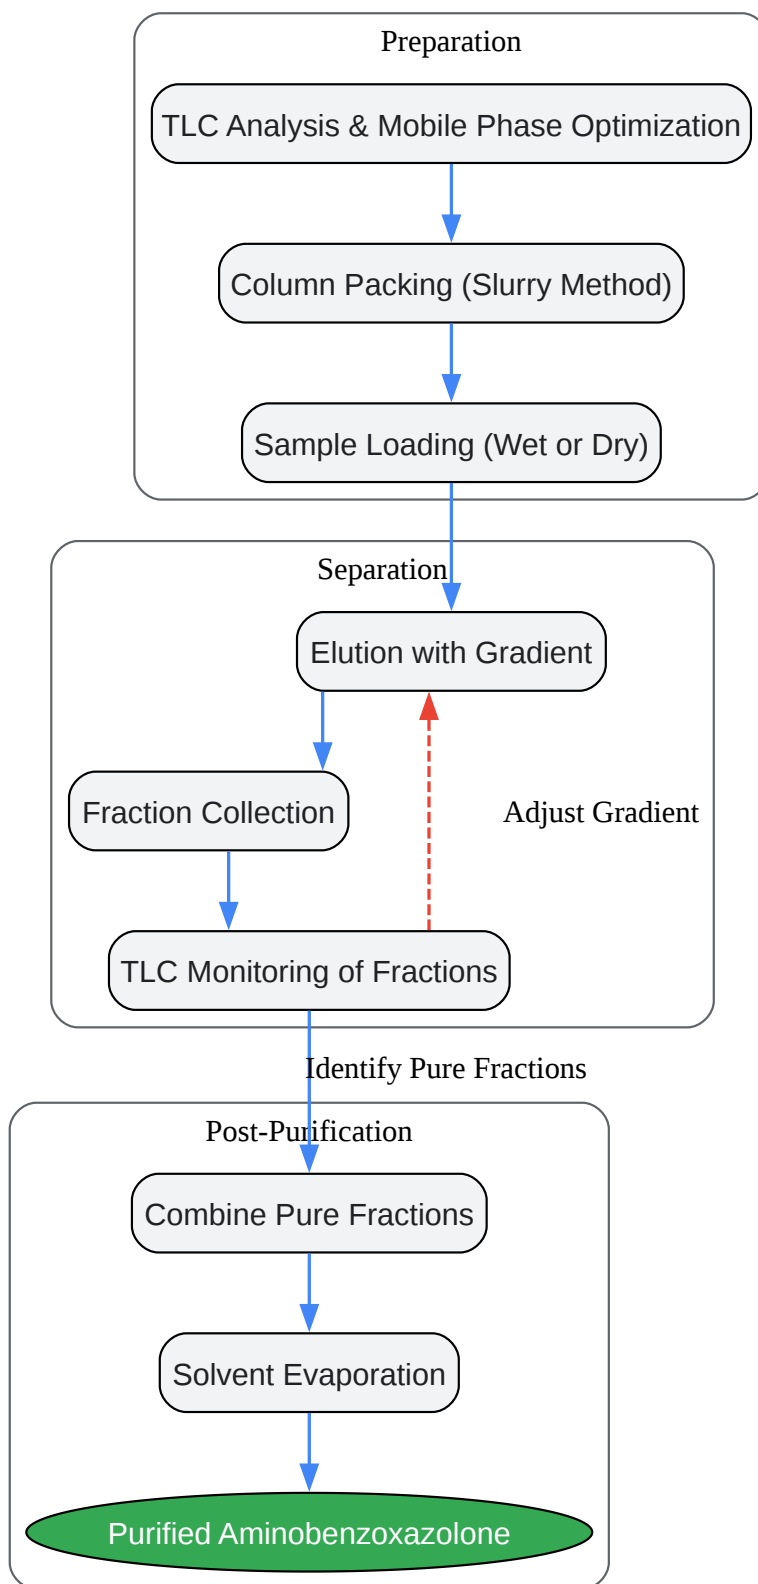 Preparation
TLC Analysis & Mobile Phase Optimization
Column Packing (Slurry Method)
Sample Loading (Wet or Dry)
Separation
Elution with Gradient
Fraction Collection
Adjust Gradient
TLC Monitoring of Fractions
Identify Pure Fractions
Post-Purification
Combine Pure Fractions
Solvent Evaporation
Purified Aminobenzoxazolone